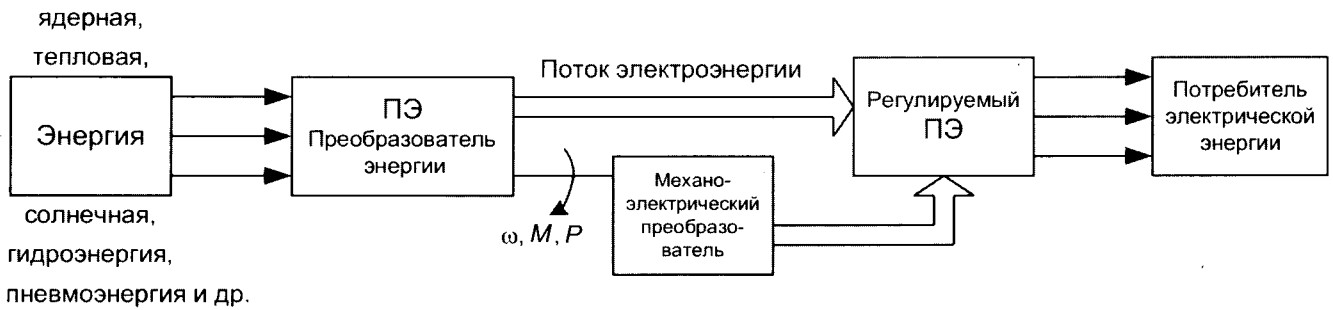 ядерная,
тепловая,
Энергия
солнечная,
гидроэнергия,
пневмоэнергия и др.
ПЭ
Преобразователь
энергии
Поток электроэнергии
ω, M, P
Механо-
электрический
преобразо-
ватель
Регулируемый
ПЭ
Потребитель
электрической
энергии